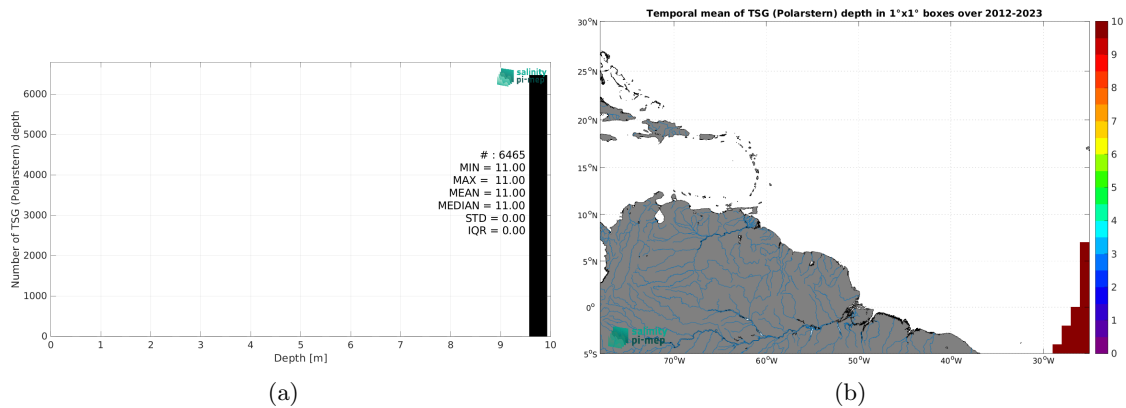 salinity
pi-mep
Number of TSG (Polarstern) depth
6000
5000
4000
3000
2000
1000
0
# : 6465
MIN = 11.00
MAX = 11.00
MEAN = 11.00
MEDIAN = 11.00
STD = 0.00
IQR = 0.00
0 1 2 3 4 5 6 7 8 9 10
Depth [m]
(a)
Temporal mean of TSG (Polarstern) depth in 1°x1° boxes over 2012-2023
30°N
25°N
20°N
15°N
10°N
5°N
0°
5°S
70°W 60°W 50°W 40°W 30°W
salinity
pi-mep
10
9
8
7
6
5
4
3
2
1
0
(b)